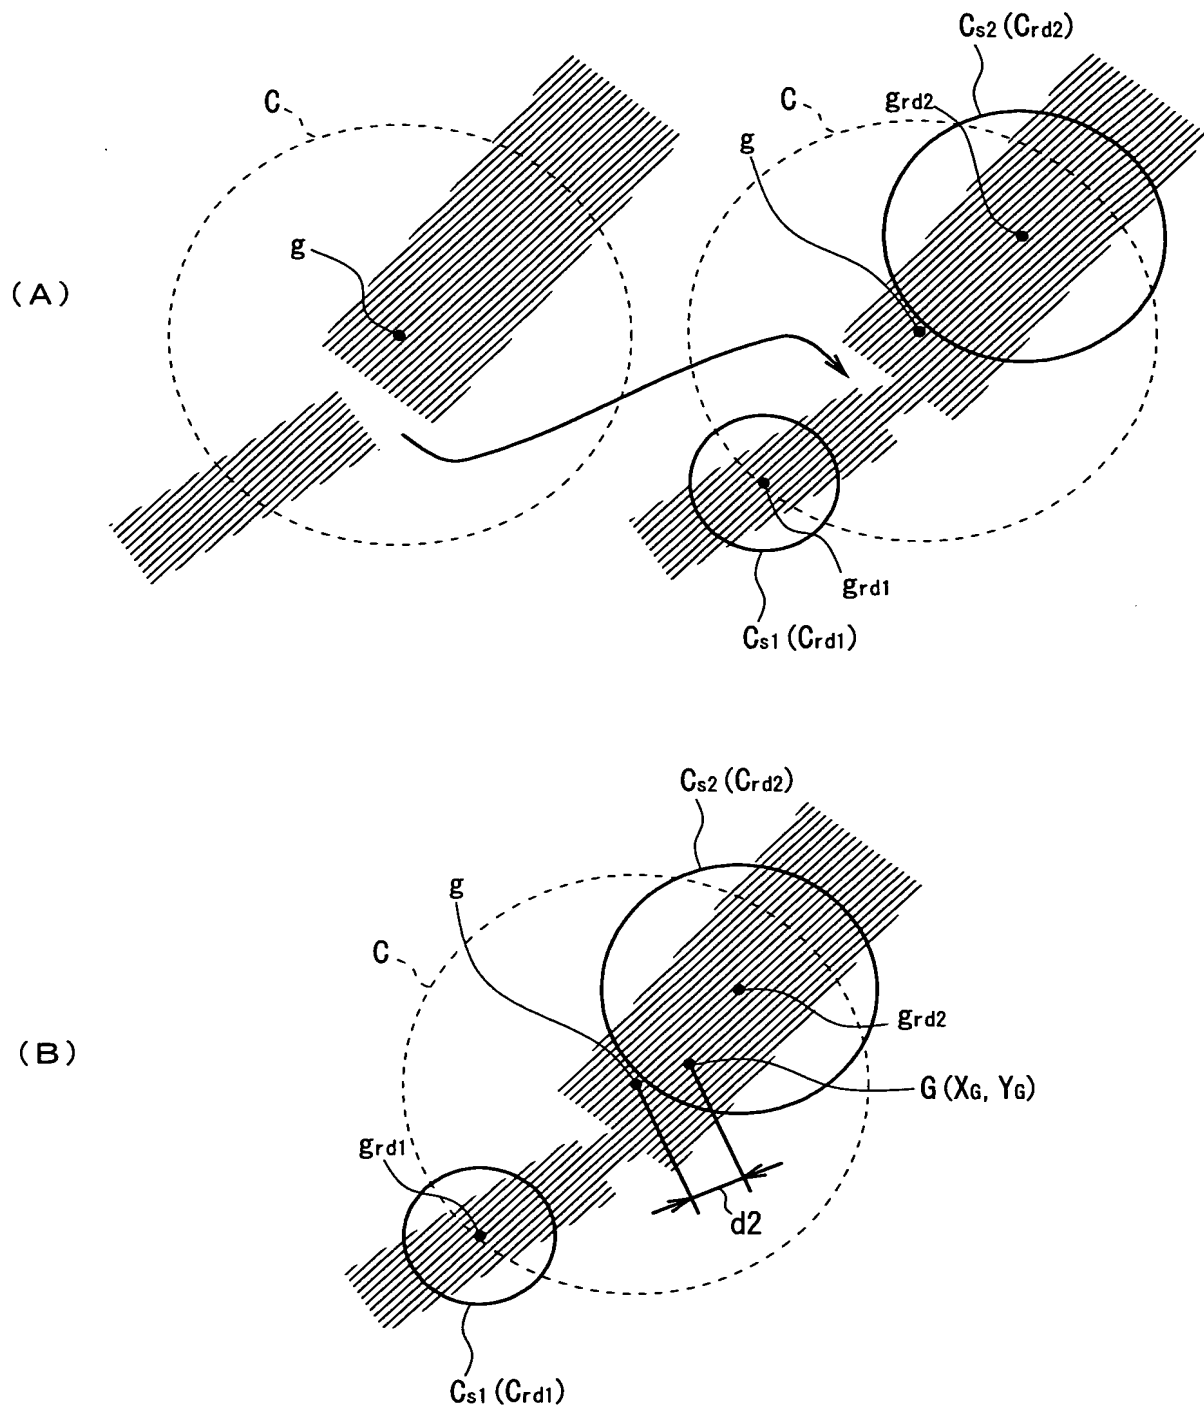 Cs2 (Crd2)
C
C
grd2
g
g
(A)
grd1
Cs1 (Crd1)
Cs2 (Crd2)
g
C
grd2
(B)
G (XG, YG)
grd1
d2
Cs1 (Crd1)